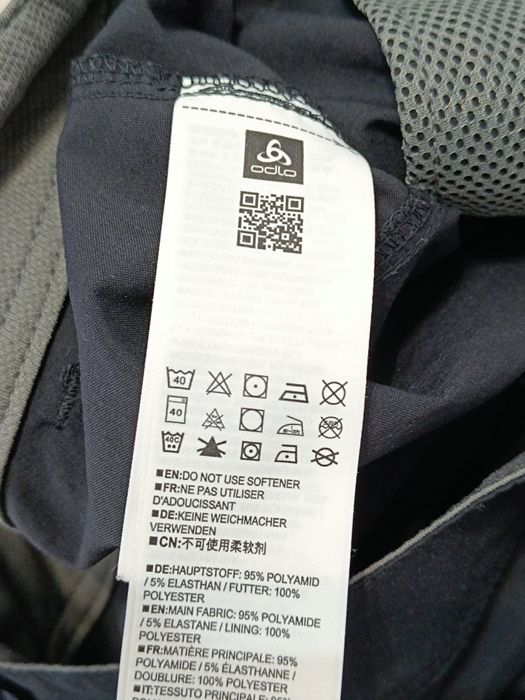 odlo
40
40
40C
■EN:DO NOT USE SOFTENER
■FR:NE PAS UTILISER
D'ADOUCISSANT
■DE:KEINE WEICHMACHER
VERWENDEN
■CN:不可使用柔软剂
■DE:HAUPTSTOFF: 95% POLYAMID
/ 5% ELASTHAN / FUTTER: 100%
POLYESTER
■EN:MAIN FABRIC: 95% POLYAMIDE
/ 5% ELASTANE / LINING: 100%
POLYESTER
■FR:MATIÈRE PRINCIPALE: 95%
POLYAMIDE / 5% ÉLASTHANNE /
DOUBLURE: 100% POLYESTER
■IT:TESSUTO PRINCIPALE: 95%